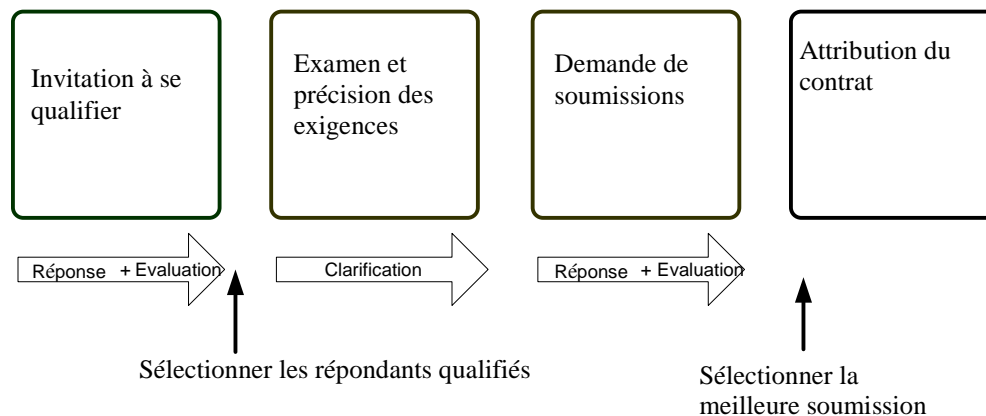 Invitation à se
qualifier
Examen et
précision des
exigences
Demande de
soumissions
Attribution du
contrat
Réponse + Evaluation
Clarification
Réponse + Evaluation
Sélectionner les répondants qualifiés
Sélectionner la
meilleure soumission